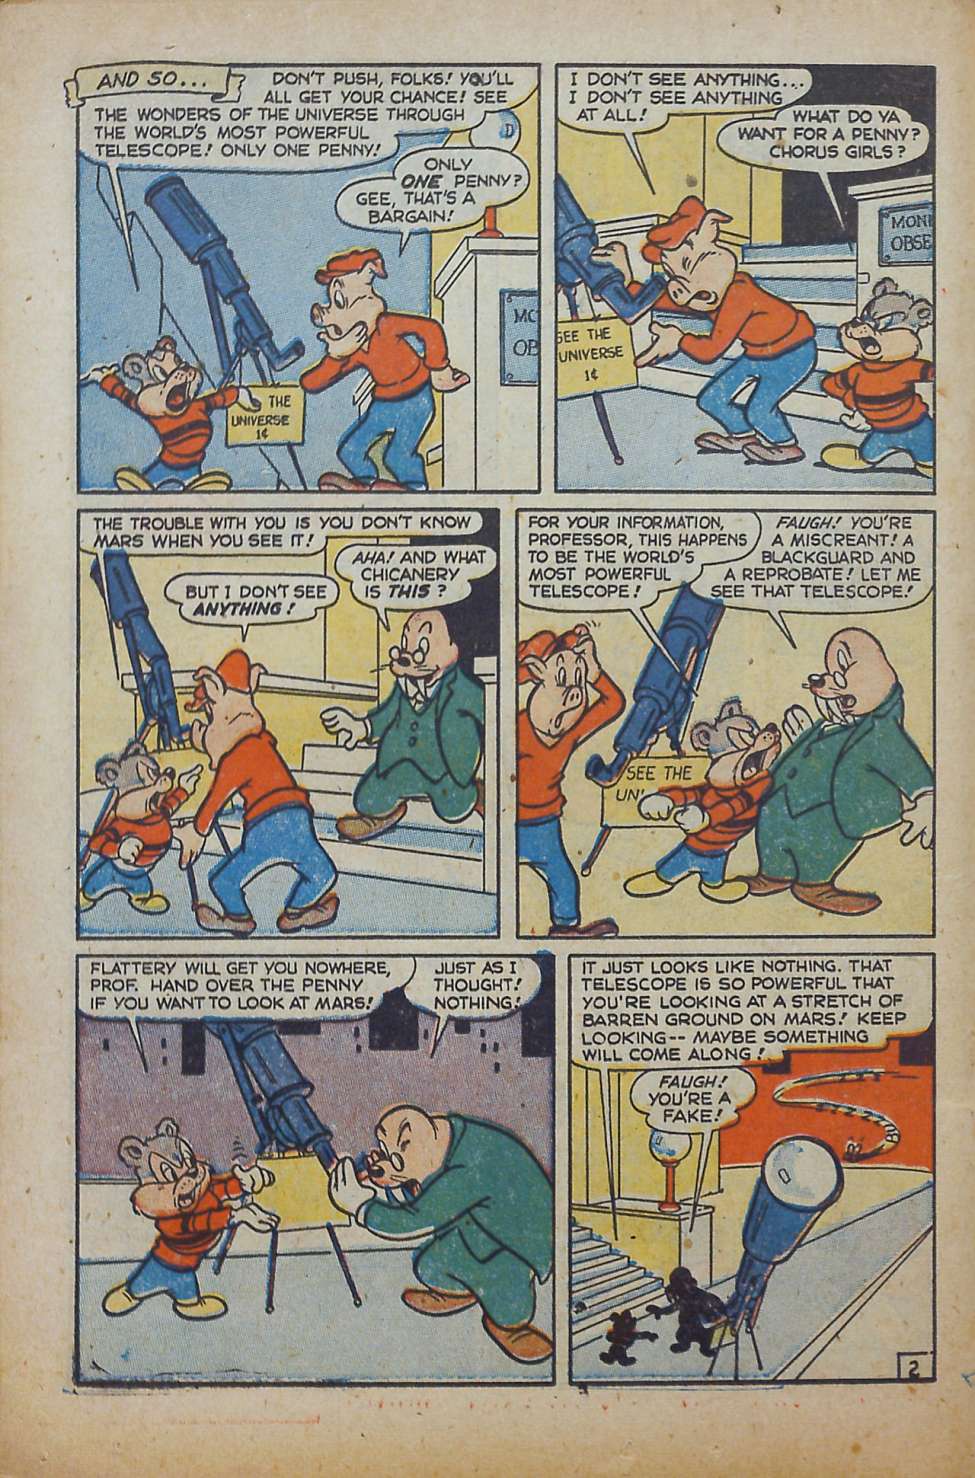 AND SO...
DON'T PUSH, FOLKS! YOU'LL
ALL GET YOUR CHANCE! SEE
THE WONDERS OF THE UNIVERSE THROUGH
THE WORLD'S MOST POWERFUL
TELESCOPE! ONLY ONE PENNY!
ONLY
ONE PENNY?
GEE, THAT'S A
BARGAIN!
THE
UNIVERSE
1¢
MO
OB
I DON'T SEE ANYTHING...
I DON'T SEE ANYTHING
AT ALL!
WHAT DO YA
WANT FOR A PENNY?
CHORUS GIRLS?
MON
OBSE
SEE THE
UNIVERSE
1¢
THE TROUBLE WITH YOU IS YOU DON'T KNOW
MARS WHEN YOU SEE IT!
BUT I DON'T SEE
ANYTHING!
AHA! AND WHAT
CHICANERY
IS THIS?
FOR YOUR INFORMATION,
PROFESSOR, THIS HAPPENS
TO BE THE WORLD'S
MOST POWERFUL
TELESCOPE!
FAUGH! YOU'RE
A MISCREANT! A
BLACKGUARD AND
A REPROBATE! LET ME
SEE THAT TELESCOPE!
SEE THE
UNI
FLATTERY WILL GET YOU NOWHERE,
PROF. HAND OVER THE PENNY
IF YOU WANT TO LOOK AT MARS!
JUST AS I
THOUGHT!
NOTHING!
IT JUST LOOKS LIKE NOTHING. THAT
TELESCOPE IS SO POWERFUL THAT
YOU'RE LOOKING AT A STRETCH OF
BARREN GROUND ON MARS! KEEP
LOOKING-- MAYBE SOMETHING
WILL COME ALONG!
FAUGH!
YOU'RE A
FAKE!
2